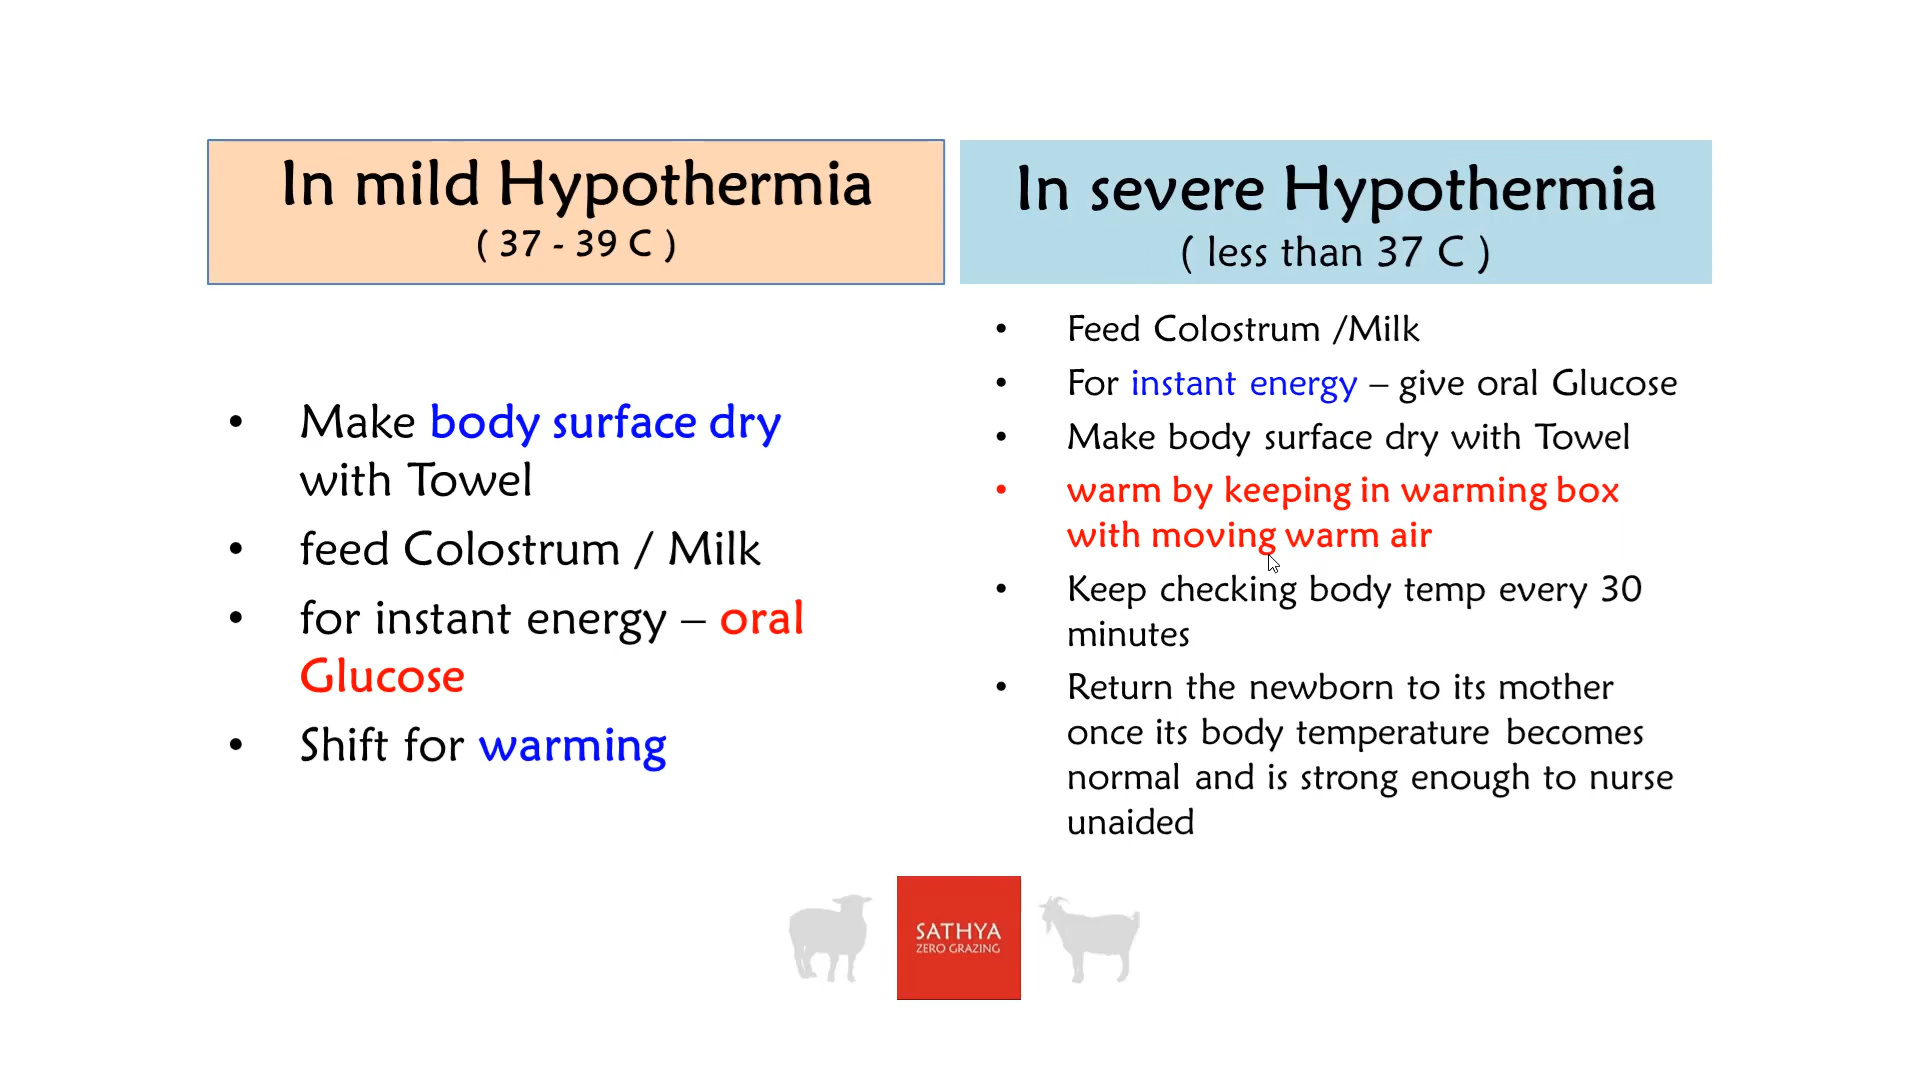 In mild Hypothermia
( 37 - 39 C )
• Make body surface dry
with Towel
• feed Colostrum / Milk
• for instant energy – oral
Glucose
• Shift for warming
In severe Hypothermia
( less than 37 C )
• Feed Colostrum /Milk
• For instant energy – give oral Glucose
• Make body surface dry with Towel
• warm by keeping in warming box
with moving warm air
• Keep checking body temp every 30
minutes
• Return the newborn to its mother
once its body temperature becomes
normal and is strong enough to nurse
unaided
SATHYA
ZERO GRAZING